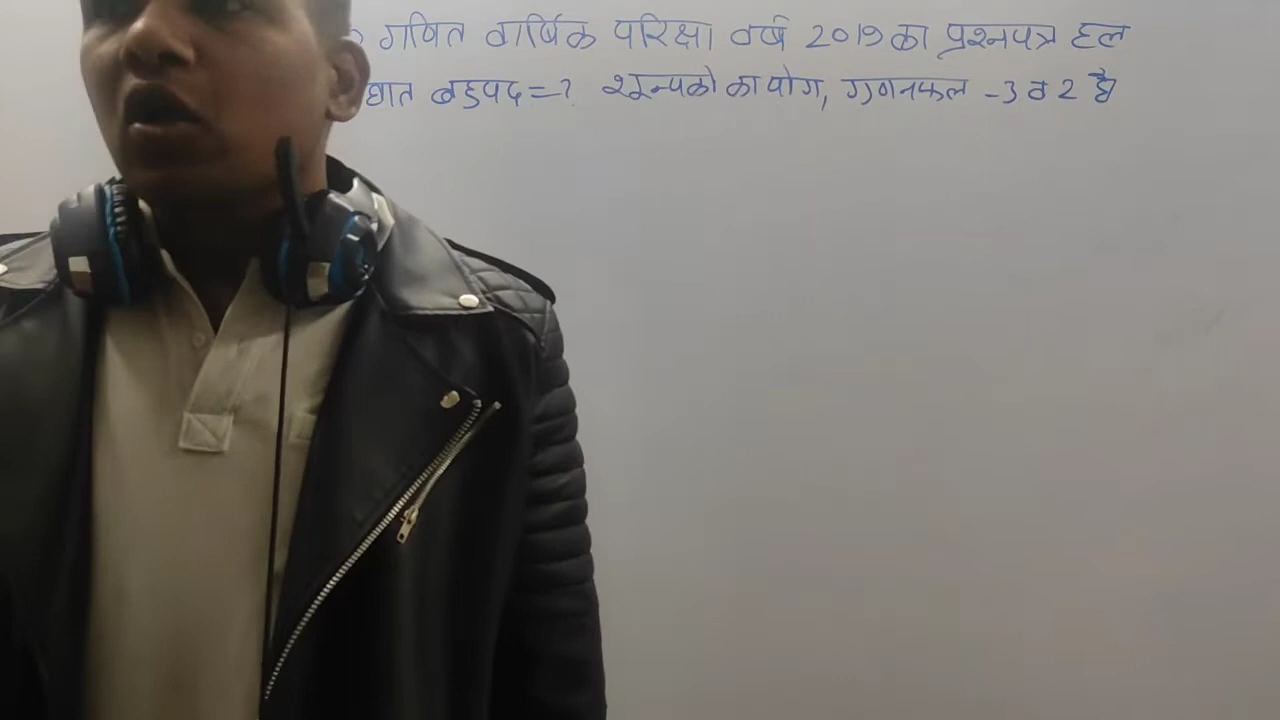 गणित वार्षिक परिक्षा वर्ष 2019 का प्रश्नपत्र हल
घात बहुपद = ? शून्यको का योग, गुणनफल -3 व 2 है